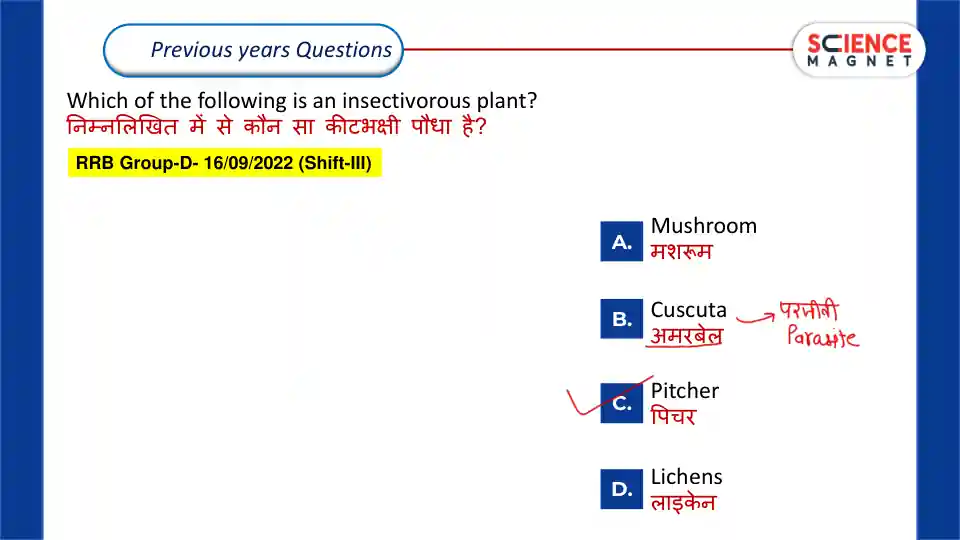 Previous years Questions
SCIENCE
MAGNET
Which of the following is an insectivorous plant?
निम्नलिखित में से कौन सा कीटभक्षी पौधा है?
RRB Group-D- 16/09/2022 (Shift-III)
A.
Mushroom
मशरूम
B.
Cuscuta
अमरबेल
परजीवी
Parasite
C.
Pitcher
पिचर
D.
Lichens
लाइकेन